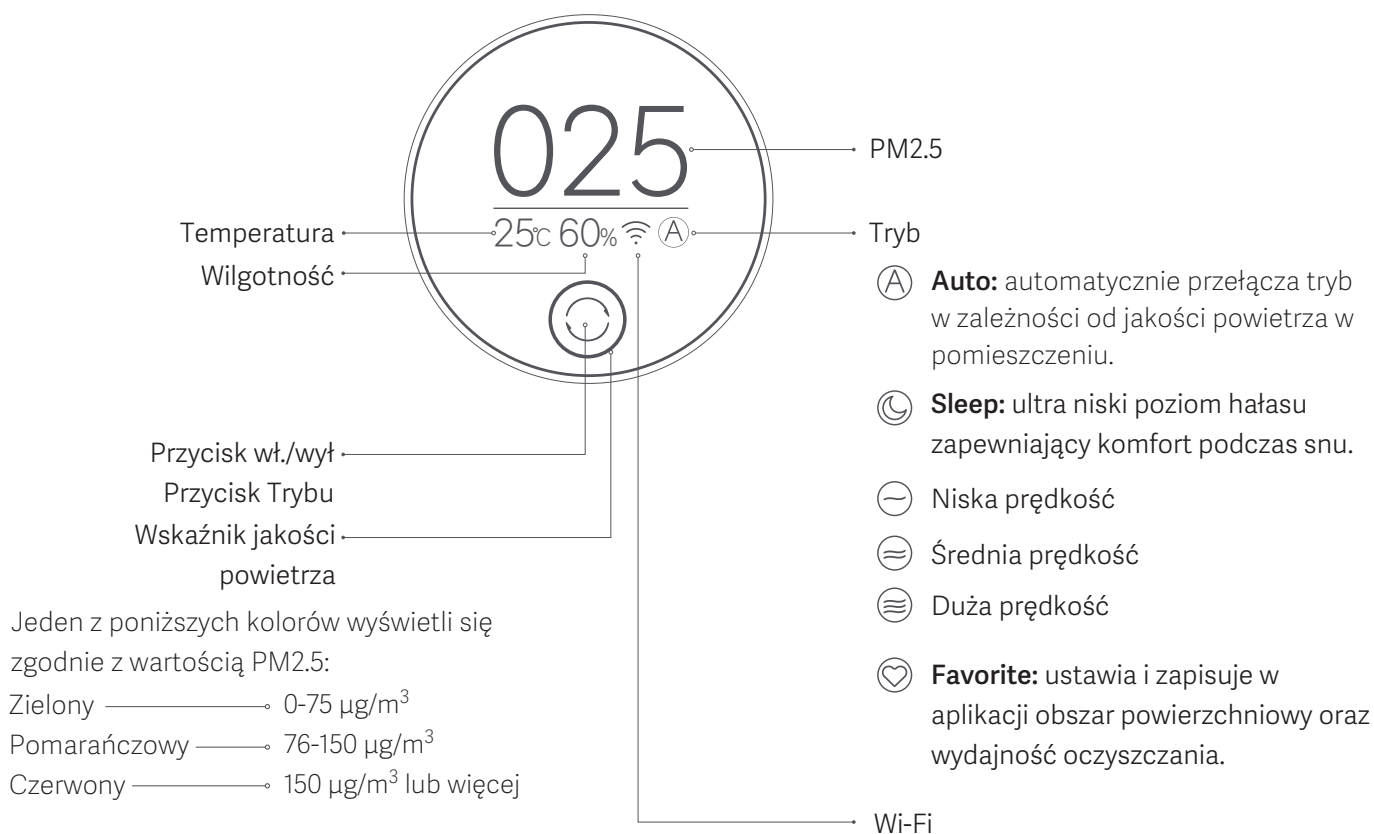 025
PM2.5
Temperatura
25℃ 60% A
Tryb
Wilgotność
A Auto: automatycznie przełącza tryb
w zależności od jakości powietrza w
pomieszczeniu.
Sleep: ultra niski poziom hałasu
zapewniający komfort podczas snu.
Przycisk wł./wył
Przycisk Trybu
Wskaźnik jakości
powietrza
Niska prędkość
Średnia prędkość
Duża prędkość
Jeden z poniższych kolorów wyświetli się
zgodnie z wartością PM2.5:
Zielony 0-75 µg/m³
Pomarańczowy 76-150 µg/m³
Czerwony 150 µg/m³ lub więcej
Favorite: ustawia i zapisuje w
aplikacji obszar powierzchniowy oraz
wydajność oczyszczania.
Wi-Fi